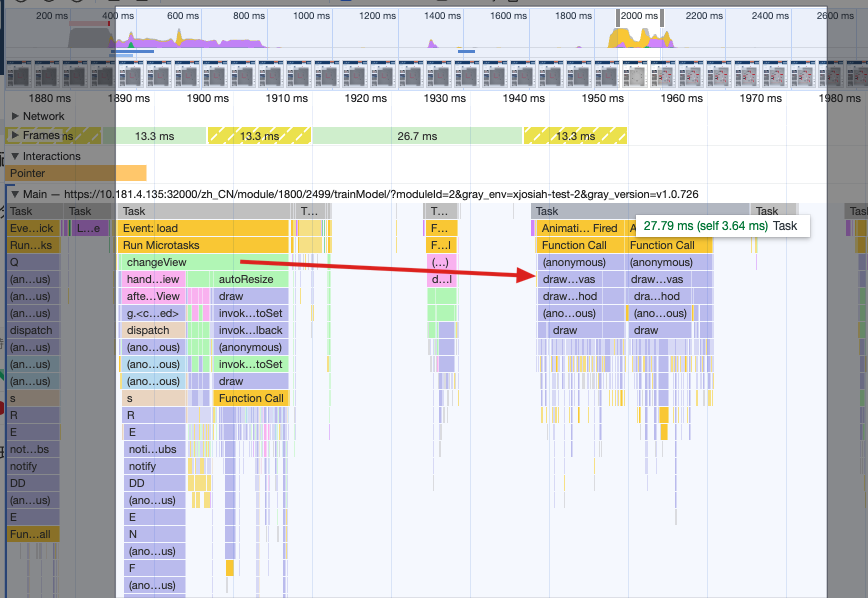 200 ms 400 ms 600 ms 800 ms 1000 ms 1200 ms 1400 ms 1600 ms 1800 ms 2000 ms 2200 ms 2400 ms 2600 ms
1880 ms 1890 ms 1900 ms 1910 ms 1920 ms 1930 ms 1940 ms 1950 ms 1960 ms 1970 ms 1980 ms
Network
Frames 13.3 ms 13.3 ms 26.7 ms 13.3 ms
Interactions
Pointer
Main — https://10.181.4.135:32000/zh_CN/module/1800/2499/trainModel/?moduleId=2&gray_env=xjosiah-test-2&gray_version=v1.0.726
Task Task Task T... T... Task Task Tas
Eve...ick L...e Event: load F... Animati... Fired A 27.79 ms (self 3.64 ms) Task
Run...ks Run Microtasks F...l Function Call Function Call
Q changeView (...) (anonymous) (anonymous)
(an...us) hand...iew autoResize d...l draw...vas draw...vas
(an...us) afte...View draw draw...hod dra...hod
(an...us) g.<c...ed> invok...toSet (ano...ous) (ano...ous)
dispatch dispatch invok...lback draw draw
(an...us) (ano...ous) (anonymous)
(an...us) (ano...ous) invok...toSet
(an...us) (ano...ous) draw
s s Function Call
R R
E E
not...bs noti...ubs
notify notify
DD DD
(an...us) (ano...us)
E E
Fun...all N
(ano...us)
F
(ano...us)